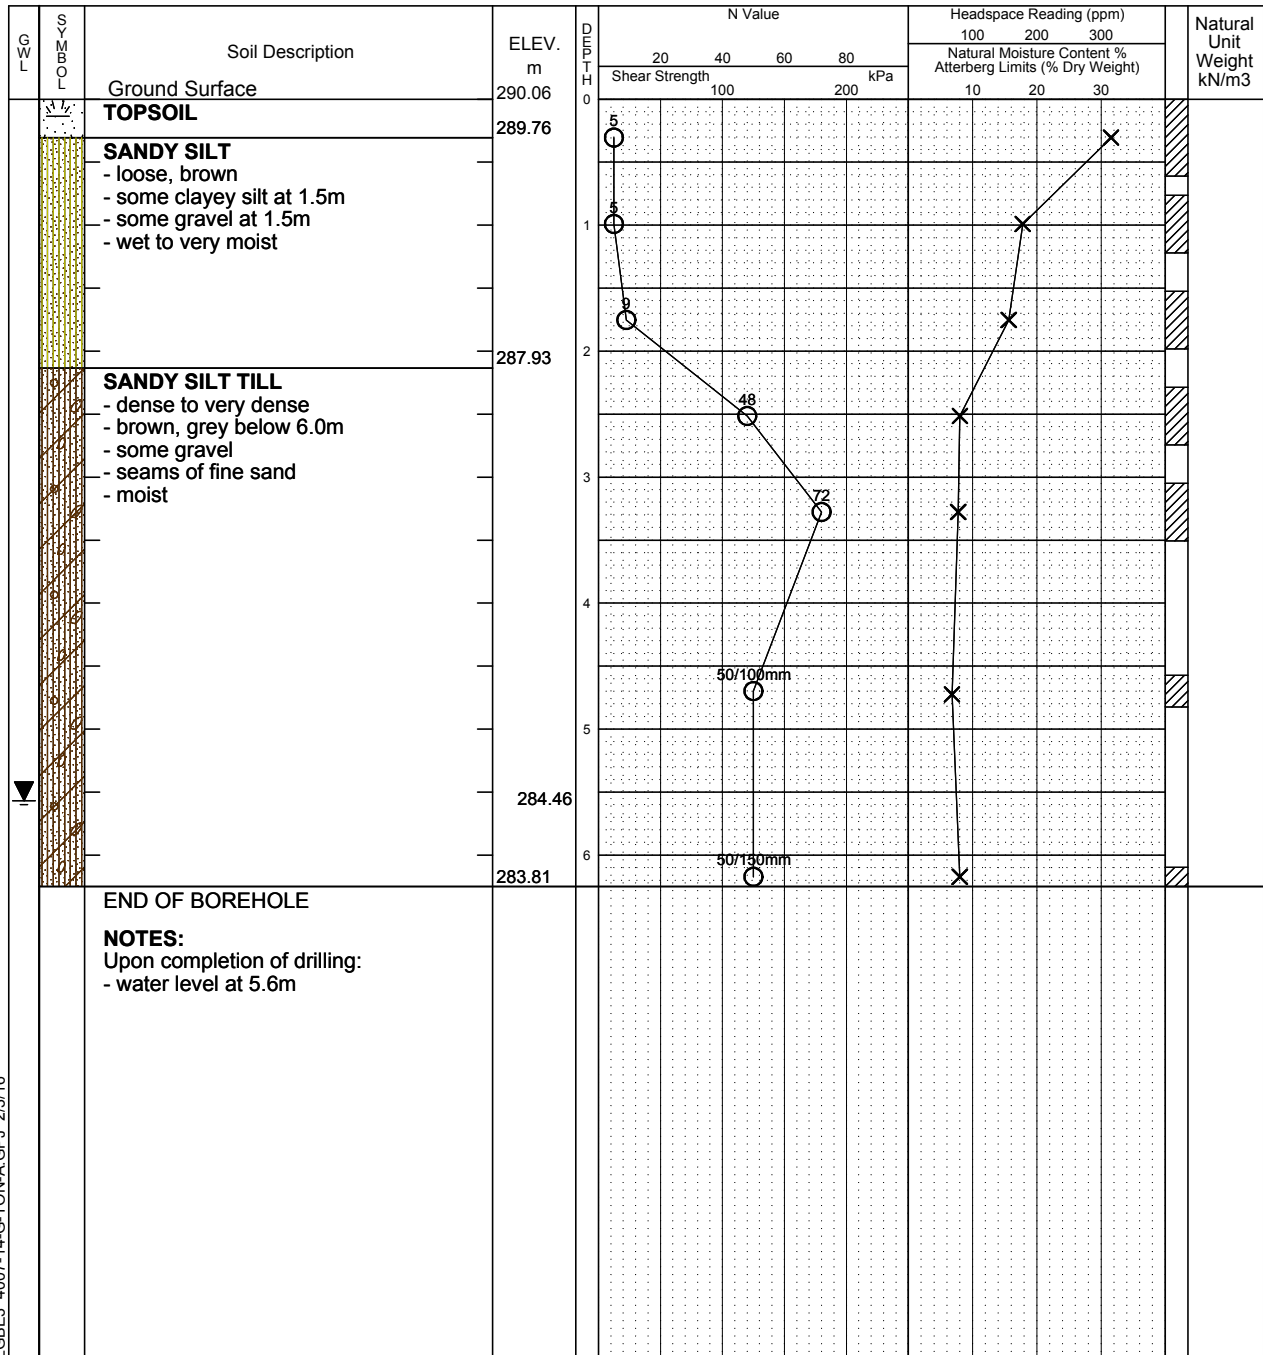 GWL
SYMBOL
Soil Description
Ground Surface
ELEV.
m
DEPTH
N Value
20 40 60 80
Shear Strength kPa
100 200
Headspace Reading (ppm)
100 200 300
Natural Moisture Content %
Atterberg Limits (% Dry Weight)
10 20 30
Natural
Unit
Weight
kN/m3
290.06
0
TOPSOIL
289.76
5
SANDY SILT
- loose, brown
- some clayey silt at 1.5m
- some gravel at 1.5m
- wet to very moist
5
1
9
2
287.93
SANDY SILT TILL
- dense to very dense
- brown, grey below 6.0m
- some gravel
- seams of fine sand
- moist
48
3
72
4
50/100mm
5
284.46
6
50/150mm
283.81
END OF BOREHOLE
NOTES:
Upon completion of drilling:
- water level at 5.6m